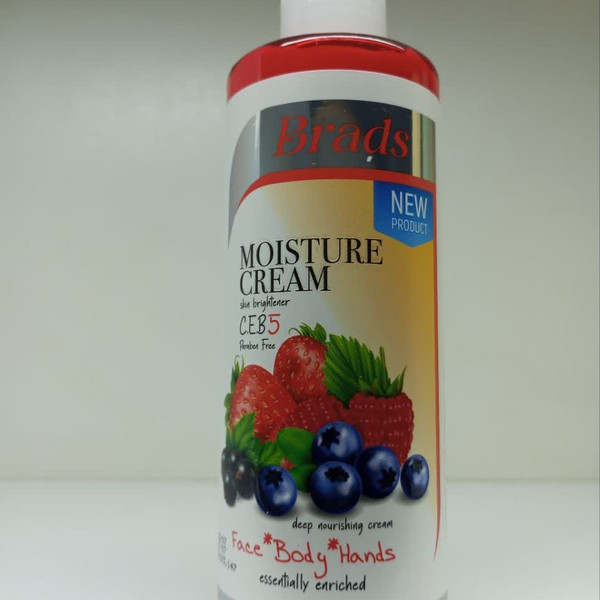 Brads
NEW
PRODUCT
MOISTURE
CREAM
skin brightener
C.E.B5
Paraben Free
deep nourishing cream
Face*Body*Hands
essentially enriched